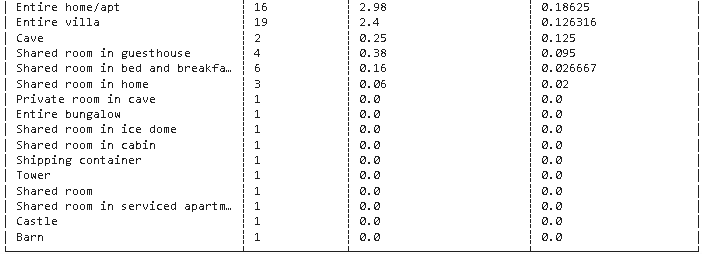 Entire home/apt 16 2.98 0.18625
Entire villa 19 2.4 0.126316
Cave 2 0.25 0.125
Shared room in guesthouse 4 0.38 0.095
Shared room in bed and breakfa… 6 0.16 0.026667
Shared room in home 3 0.06 0.02
Private room in cave 1 0.0 0.0
Entire bungalow 1 0.0 0.0
Shared room in ice dome 1 0.0 0.0
Shared room in cabin 1 0.0 0.0
Shipping container 1 0.0 0.0
Tower 1 0.0 0.0
Shared room 1 0.0 0.0
Shared room in serviced apartm… 1 0.0 0.0
Castle 1 0.0 0.0
Barn 1 0.0 0.0